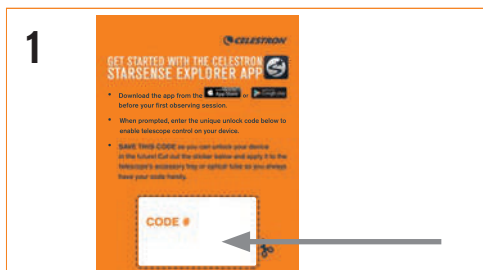 1
CELESTRON
GET STARTED WITH THE CELESTRON
STARSENSE EXPLORER APP
• Download the app from the App Store or Google play
before your first observing session.
• When prompted, enter the unique unlock code below to
enable telescope control on your device.
• SAVE THIS CODE so you can unlock your device
in the future! Cut out the sticker below and apply it to the
telescope's accessory tray or optical tube so you always
have your code handy.
CODE #